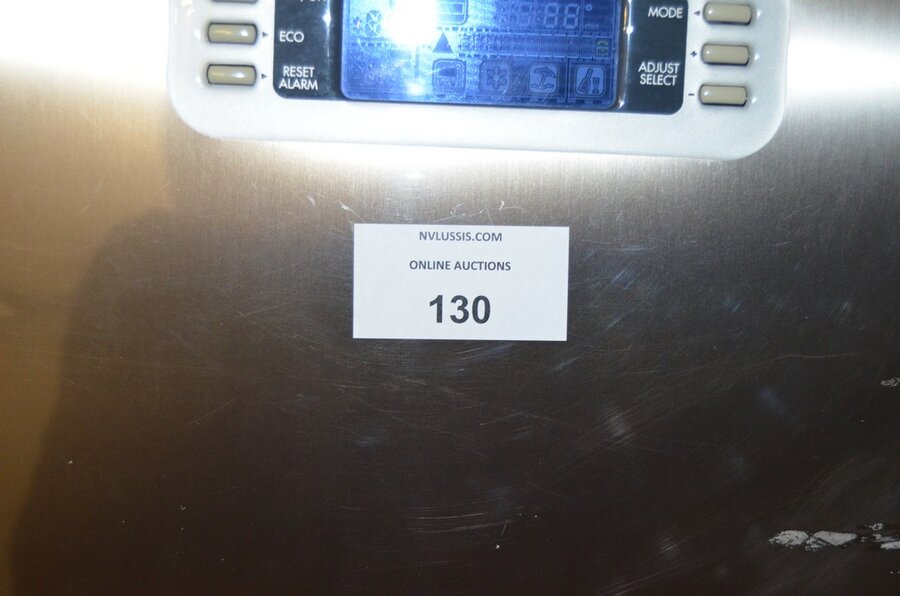 MODE
ECO
RESET
ALARM
ADJUST
SELECT
NVLUSSIS.COM
ONLINE AUCTIONS
130